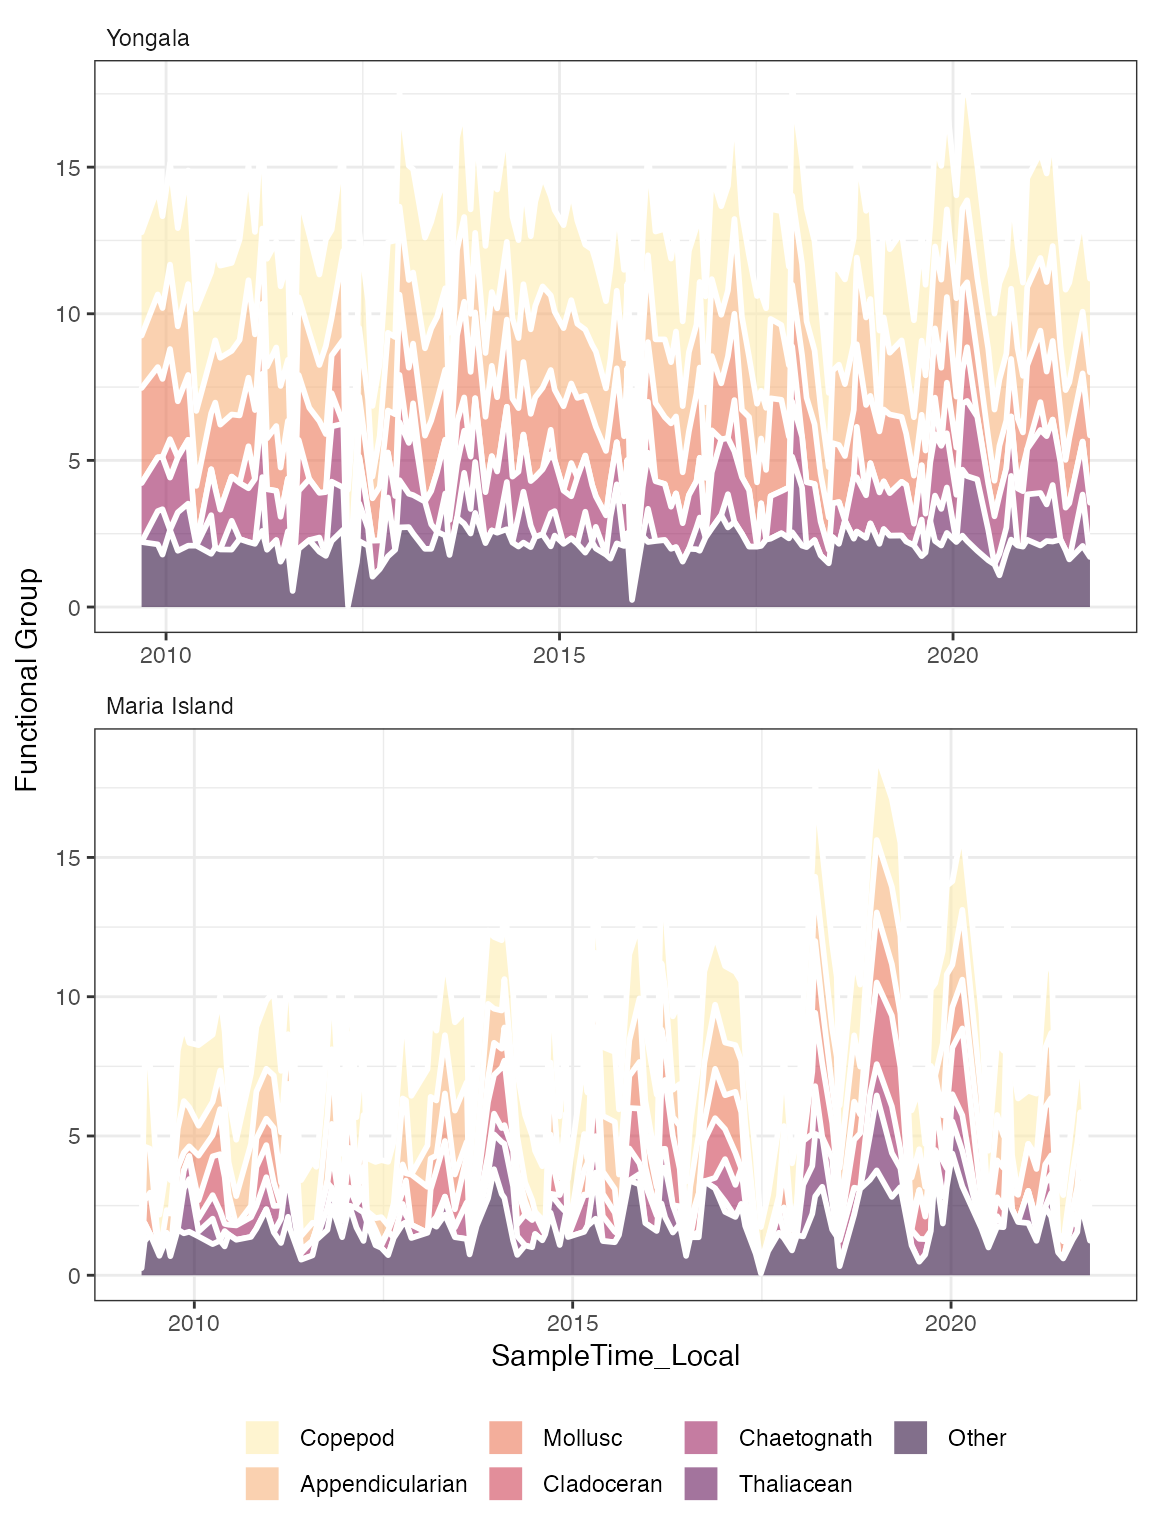 Yongala
15
10
5
0
2010 2015 2020
Functional Group
Maria Island
15
10
5
0
2010 2015 2020
SampleTime_Local
Copepod Mollusc Chaetognath Other
Appendicularian Cladoceran Thaliacean